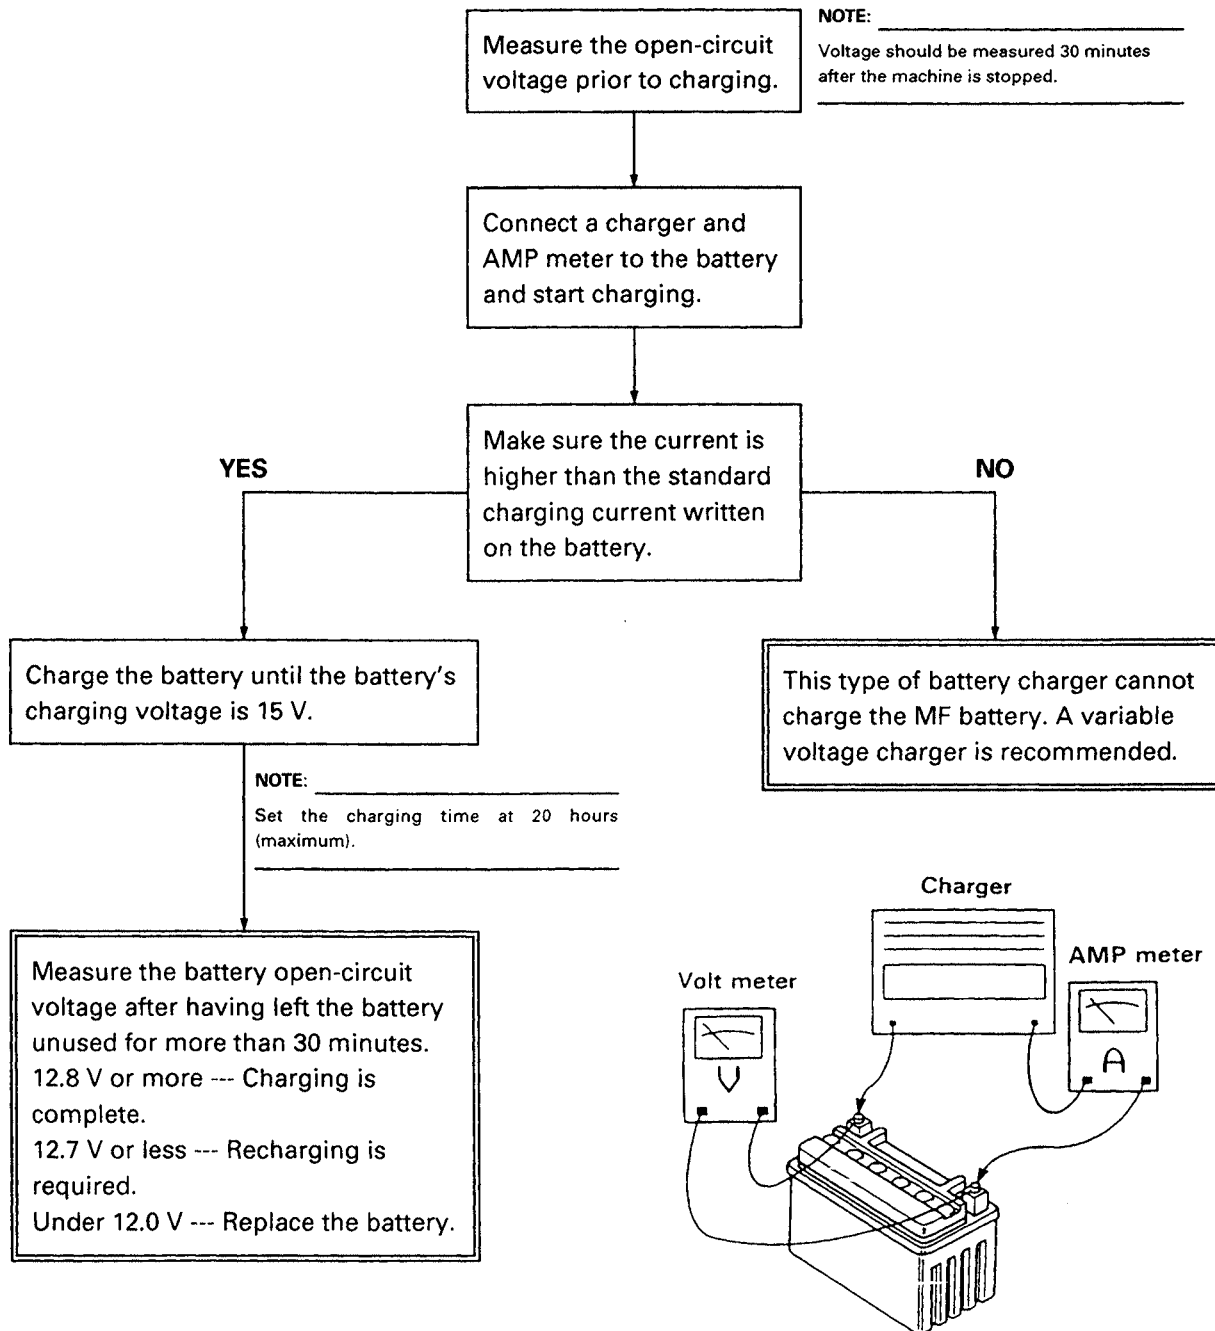 Measure the open-circuit
voltage prior to charging.
NOTE:
Voltage should be measured 30 minutes
after the machine is stopped.
Connect a charger and
AMP meter to the battery
and start charging.
Make sure the current is
higher than the standard
charging current written
on the battery.
YES
NO
Charge the battery until the battery's
charging voltage is 15 V.
This type of battery charger cannot
charge the MF battery. A variable
voltage charger is recommended.
NOTE:
Set the charging time at 20 hours
(maximum).
Measure the battery open-circuit
voltage after having left the battery
unused for more than 30 minutes.
12.8 V or more --- Charging is
complete.
12.7 V or less --- Recharging is
required.
Under 12.0 V --- Replace the battery.
Charger
AMP meter
Volt meter
V
A